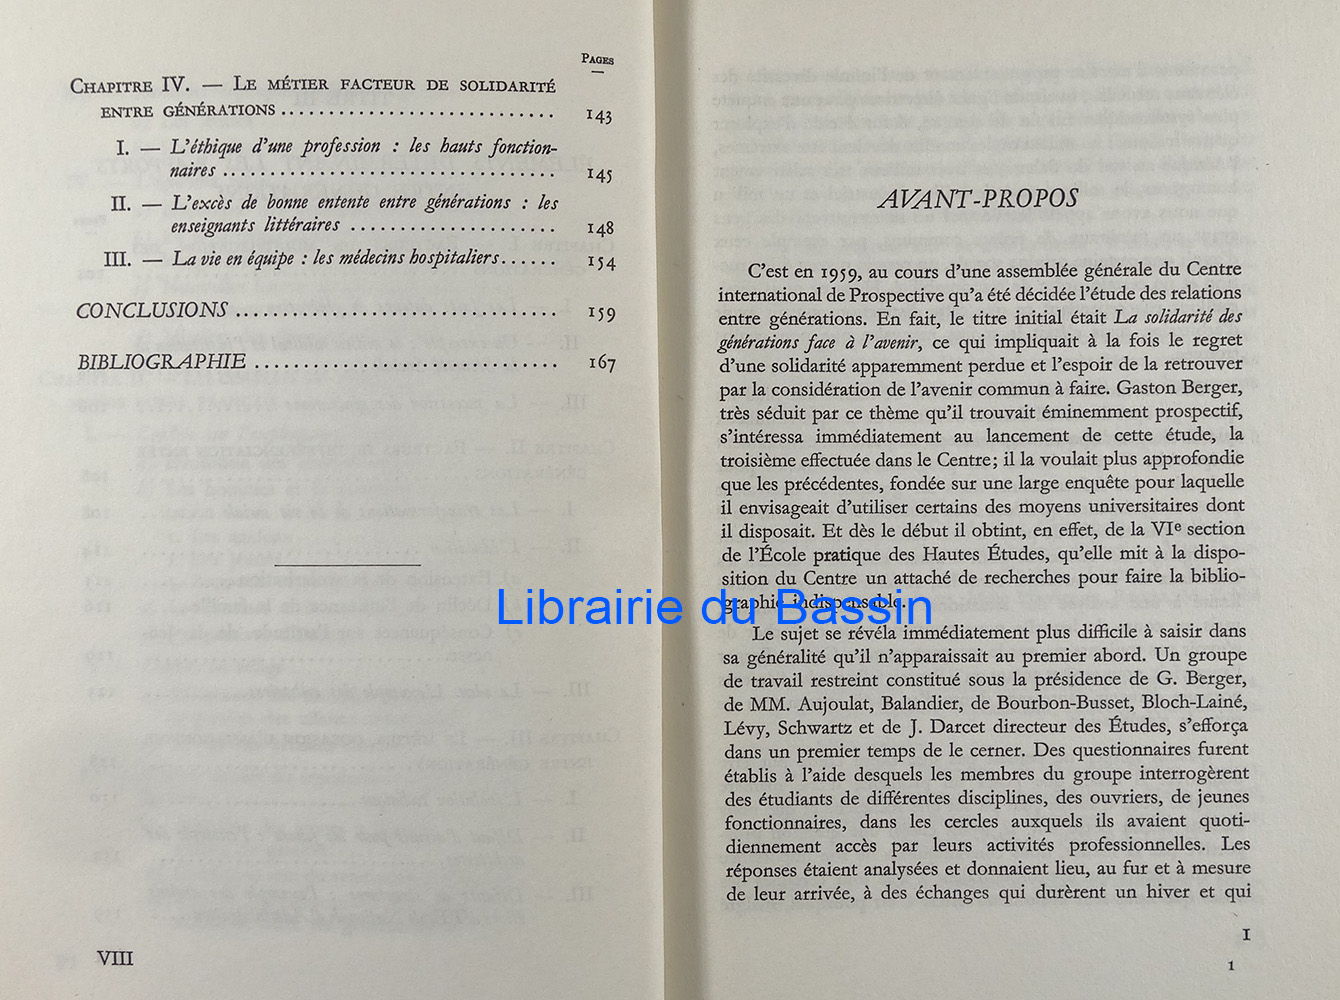 PAGES
CHAPITRE IV. — LE MÉTIER FACTEUR DE SOLIDARITÉ
ENTRE GÉNÉRATIONS ............................ 143
I. — L'éthique d'une profession : les hauts fonction-
naires .................................. 145
II. — L'excès de bonne entente entre générations : les
enseignants littéraires ...................... 148
III. — La vie en équipe : les médecins hospitaliers...... 154
CONCLUSIONS ................................. 159
BIBLIOGRAPHIE ............................... 167
VIII
AVANT-PROPOS
C'est en 1959, au cours d'une assemblée générale du Centre
international de Prospective qu'a été décidée l'étude des relations
entre générations. En fait, le titre initial était La solidarité des
générations face à l'avenir, ce qui impliquait à la fois le regret
d'une solidarité apparemment perdue et l'espoir de la retrouver
par la considération de l'avenir commun à faire. Gaston Berger,
très séduit par ce thème qu'il trouvait éminemment prospectif,
s'intéressa immédiatement au lancement de cette étude, la
troisième effectuée dans le Centre; il la voulait plus approfondie
que les précédentes, fondée sur une large enquête pour laquelle
il envisageait d'utiliser certains des moyens universitaires dont
il disposait. Et dès le début il obtint, en effet, de la VIe section
de l'École pratique des Hautes Études, qu'elle mit à la dispo-
sition du Centre un attaché de recherches pour faire la biblio-
graphie indispensable.
Librairie du Bassin
Le sujet se révéla immédiatement plus difficile à saisir dans
sa généralité qu'il n'apparaissait au premier abord. Un groupe
de travail restreint constitué sous la présidence de G. Berger,
de MM. Aujoulat, Balandier, de Bourbon-Busset, Bloch-Lainé,
Lévy, Schwartz et de J. Darcet directeur des Études, s'efforça
dans un premier temps de le cerner. Des questionnaires furent
établis à l'aide desquels les membres du groupe interrogèrent
des étudiants de différentes disciplines, des ouvriers, de jeunes
fonctionnaires, dans les cercles auxquels ils avaient quoti-
diennement accès par leurs activités professionnelles. Les
réponses étaient analysées et donnaient lieu, au fur et à mesure
de leur arrivée, à des échanges qui durèrent un hiver et qui
I
1